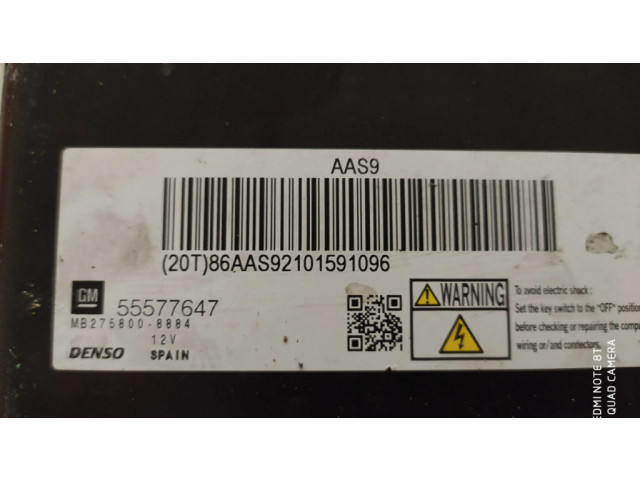 AAS9
(20T)86AAS92101591096
GM
55577647
MB275800-8884
12V
DENSO SPAIN
WARNING
To avoid electric shock :
Set the key switch to the "OFF" position
before checking or repairing the
wiring or/and connectors.
REDMI NOTE 8T
QUAD CAMERA